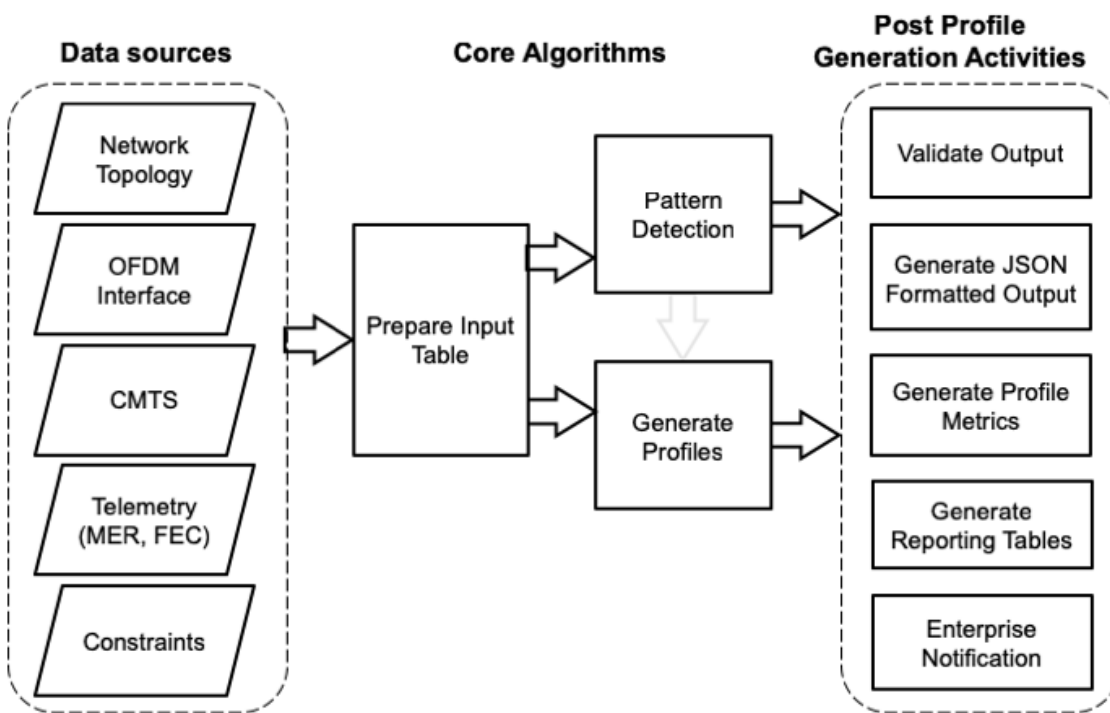 Data sources
Core Algorithms
Post Profile
Generation Activities
Network
Topology
OFDM
Interface
CMTS
Telemetry
(MER, FEC)
Constraints
Prepare Input
Table
Pattern
Detection
Generate
Profiles
Validate Output
Generate JSON
Formatted Output
Generate Profile
Metrics
Generate
Reporting Tables
Enterprise
Notification